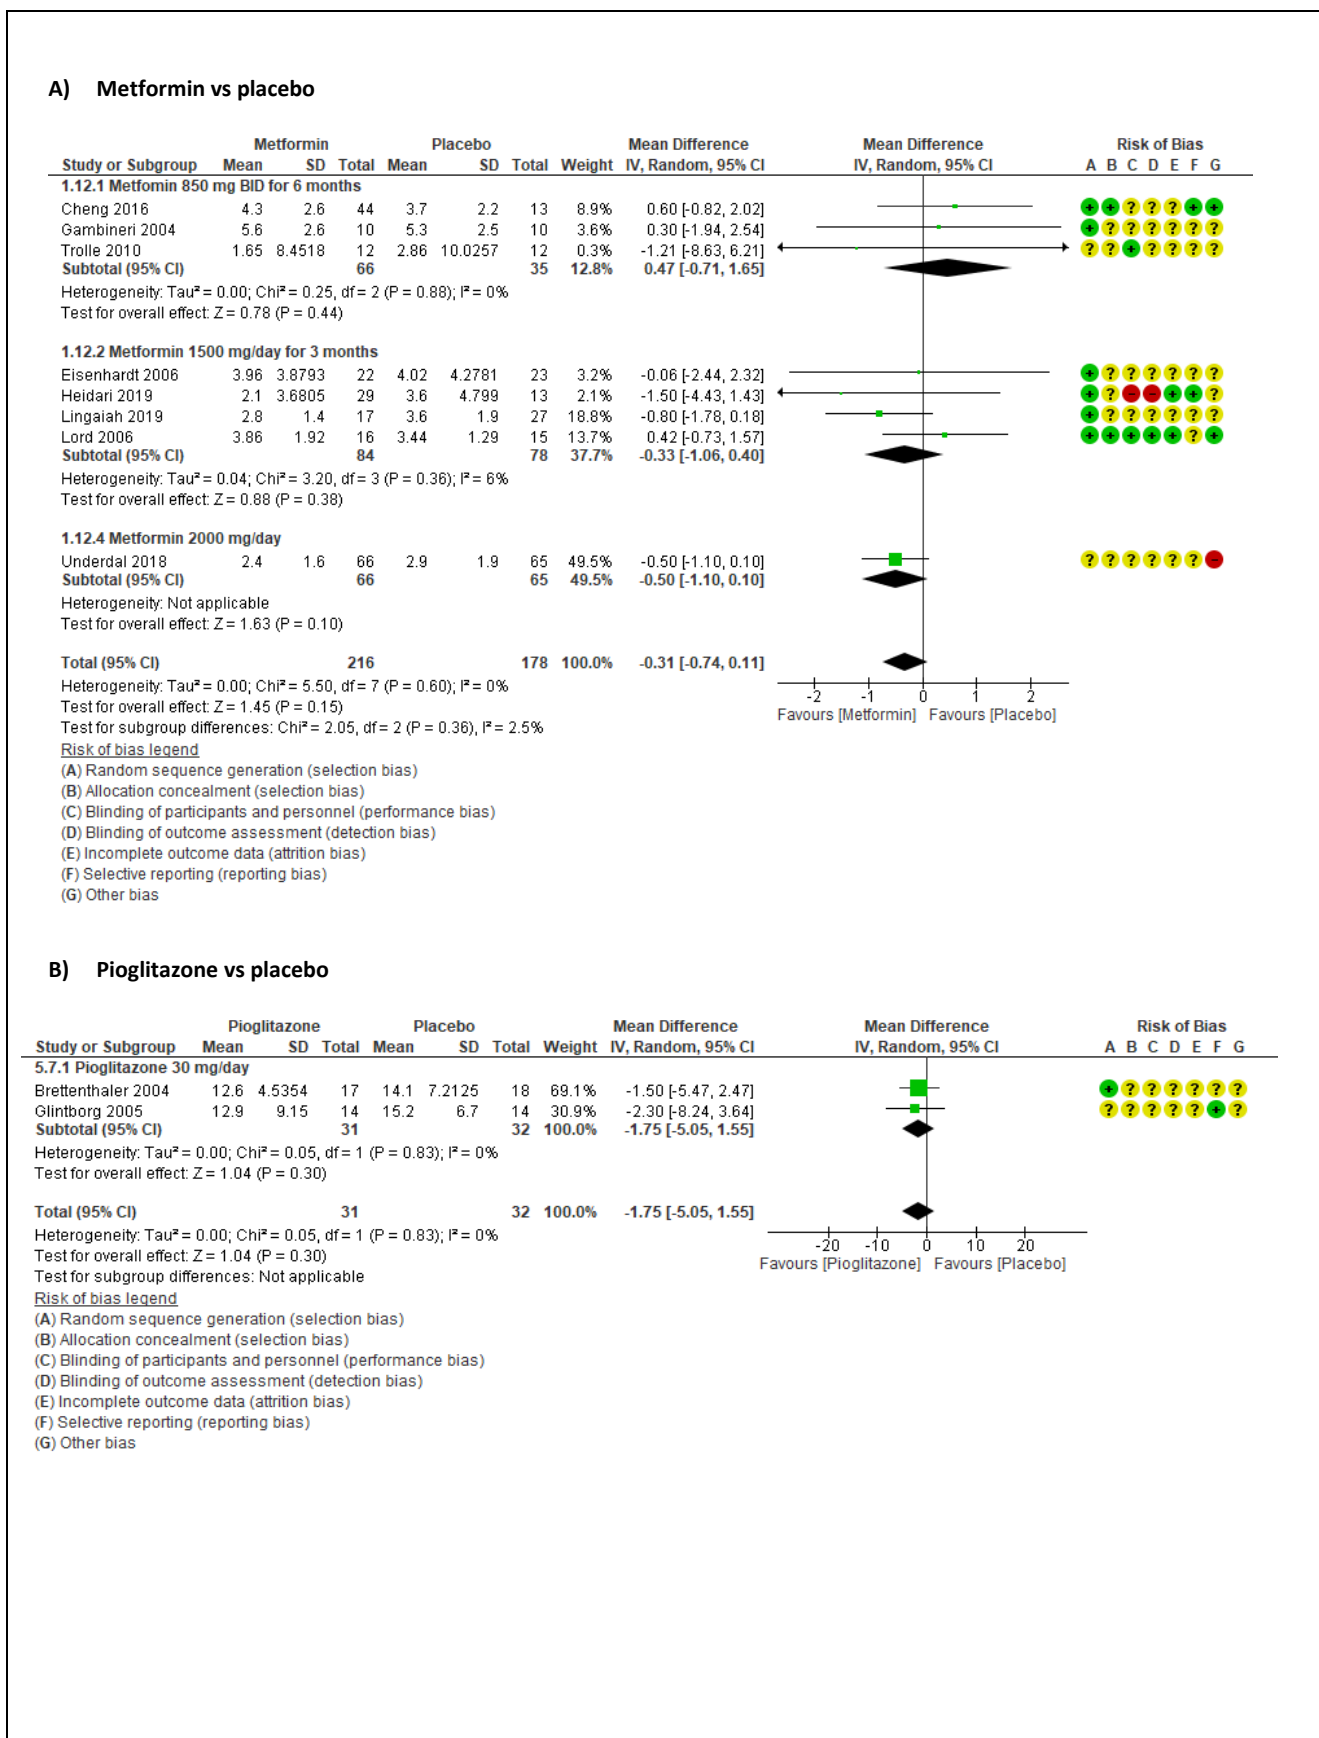 A) Metformin vs placebo
Metformin Placebo Mean Difference Mean Difference Risk of Bias
Study or Subgroup Mean SD Total Mean SD Total Weight IV, Random, 95% CI IV, Random, 95% CI A B C D E F G
1.12.1 Metfomin 850 mg BID for 6 months
Cheng 2016 4.3 2.6 44 3.7 2.2 13 8.9% 0.60 [-0.82, 2.02] + + ? ? ? + +
Gambineri 2004 5.6 2.6 10 5.3 2.5 10 3.6% 0.30 [-1.94, 2.54] + ? ? ? ? ? ?
Trolle 2010 1.65 8.4518 12 2.86 10.0257 12 0.3% -1.21 [-8.63, 6.21] ? ? + ? ? ? ?
Subtotal (95% CI) 66 35 12.8% 0.47 [-0.71, 1.65]
Heterogeneity: Tau² = 0.00; Chi² = 0.25, df = 2 (P = 0.88); I² = 0%
Test for overall effect: Z = 0.78 (P = 0.44)
1.12.2 Metformin 1500 mg/day for 3 months
Eisenhardt 2006 3.96 3.8793 22 4.02 4.2781 23 3.2% -0.06 [-2.44, 2.32] + ? ? ? ? ? ?
Heidari 2019 2.1 3.6805 29 3.6 4.799 13 2.1% -1.50 [-4.43, 1.43] + ? - - + + ?
Lingaiah 2019 2.8 1.4 17 3.6 1.9 27 18.8% -0.80 [-1.78, 0.18] + ? ? ? ? ? ?
Lord 2006 3.86 1.92 16 3.44 1.29 15 13.7% 0.42 [-0.73, 1.57] + + + + + ? +
Subtotal (95% CI) 84 78 37.7% -0.33 [-1.06, 0.40]
Heterogeneity: Tau² = 0.04; Chi² = 3.20, df = 3 (P = 0.36); I² = 6%
Test for overall effect: Z = 0.88 (P = 0.38)
1.12.4 Metformin 2000 mg/day
Underdal 2018 2.4 1.6 66 2.9 1.9 65 49.5% -0.50 [-1.10, 0.10] ? ? ? ? ? ? -
Subtotal (95% CI) 66 65 49.5% -0.50 [-1.10, 0.10]
Heterogeneity: Not applicable
Test for overall effect: Z = 1.63 (P = 0.10)
Total (95% CI) 216 178 100.0% -0.31 [-0.74, 0.11]
Heterogeneity: Tau² = 0.00; Chi² = 5.50, df = 7 (P = 0.60); I² = 0%
Test for overall effect: Z = 1.45 (P = 0.15)
Test for subgroup differences: Chi² = 2.05, df = 2 (P = 0.36), I² = 2.5%
-2 -1 0 1 2
Favours [Metformin] Favours [Placebo]
Risk of bias legend
(A) Random sequence generation (selection bias)
(B) Allocation concealment (selection bias)
(C) Blinding of participants and personnel (performance bias)
(D) Blinding of outcome assessment (detection bias)
(E) Incomplete outcome data (attrition bias)
(F) Selective reporting (reporting bias)
(G) Other bias
B) Pioglitazone vs placebo
Pioglitazone Placebo Mean Difference Mean Difference Risk of Bias
Study or Subgroup Mean SD Total Mean SD Total Weight IV, Random, 95% CI IV, Random, 95% CI A B C D E F G
5.7.1 Pioglitazone 30 mg/day
Brettenthaler 2004 12.6 4.5354 17 14.1 7.2125 18 69.1% -1.50 [-5.47, 2.47] + ? ? ? ? ? ?
Glintborg 2005 12.9 9.15 14 15.2 6.7 14 30.9% -2.30 [-8.24, 3.64] ? ? ? ? ? + ?
Subtotal (95% CI) 31 32 100.0% -1.75 [-5.05, 1.55]
Heterogeneity: Tau² = 0.00; Chi² = 0.05, df = 1 (P = 0.83); I² = 0%
Test for overall effect: Z = 1.04 (P = 0.30)
Total (95% CI) 31 32 100.0% -1.75 [-5.05, 1.55]
Heterogeneity: Tau² = 0.00; Chi² = 0.05, df = 1 (P = 0.83); I² = 0%
Test for overall effect: Z = 1.04 (P = 0.30)
Test for subgroup differences: Not applicable
-20 -10 0 10 20
Favours [Pioglitazone] Favours [Placebo]
Risk of bias legend
(A) Random sequence generation (selection bias)
(B) Allocation concealment (selection bias)
(C) Blinding of participants and personnel (performance bias)
(D) Blinding of outcome assessment (detection bias)
(E) Incomplete outcome data (attrition bias)
(F) Selective reporting (reporting bias)
(G) Other bias